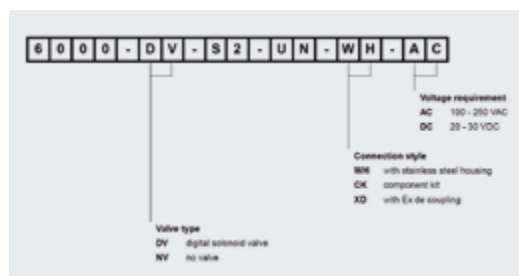 6000-DV-S2-UN-WH-AC
Voltage requirement
AC 100 - 250 VAC
DC 20 - 30 VDC
Connection style
WH with stainless steel housing
CK component kit
XD with Ex de coupling
Valve type
DV digital solonoid valve
NV no valve